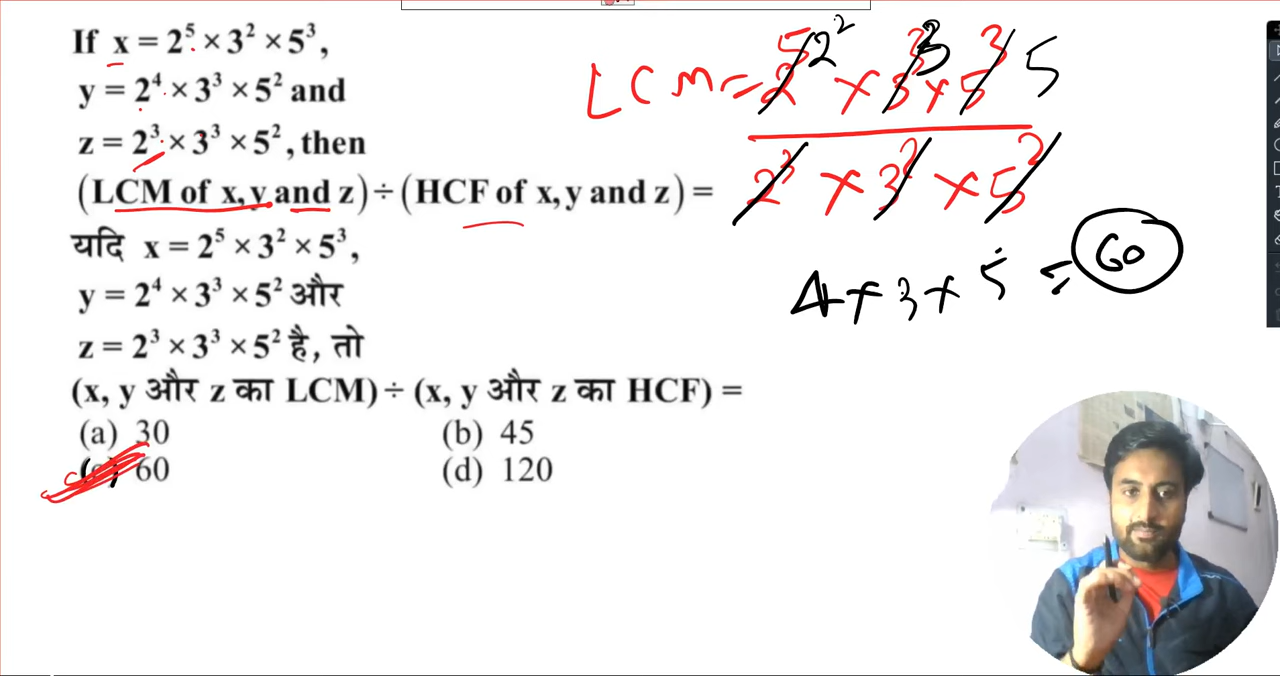 If x = 2⁵ × 3² × 5³,
y = 2⁴ × 3³ × 5² and
z = 2³ × 3³ × 5², then
(LCM of x, y and z) ÷ (HCF of x, y and z) =
यदि x = 2⁵ × 3² × 5³,
y = 2⁴ × 3³ × 5² और
z = 2³ × 3³ × 5² है, तो
(x, y और z का LCM) ÷ (x, y और z का HCF) =
(a) 30 (b) 45
(c) 60 (d) 120
LCM = 2⁵ × 3³ × 5³
2² 3 5
2³ × 3² × 5²
4 × 3 × 5 = 60